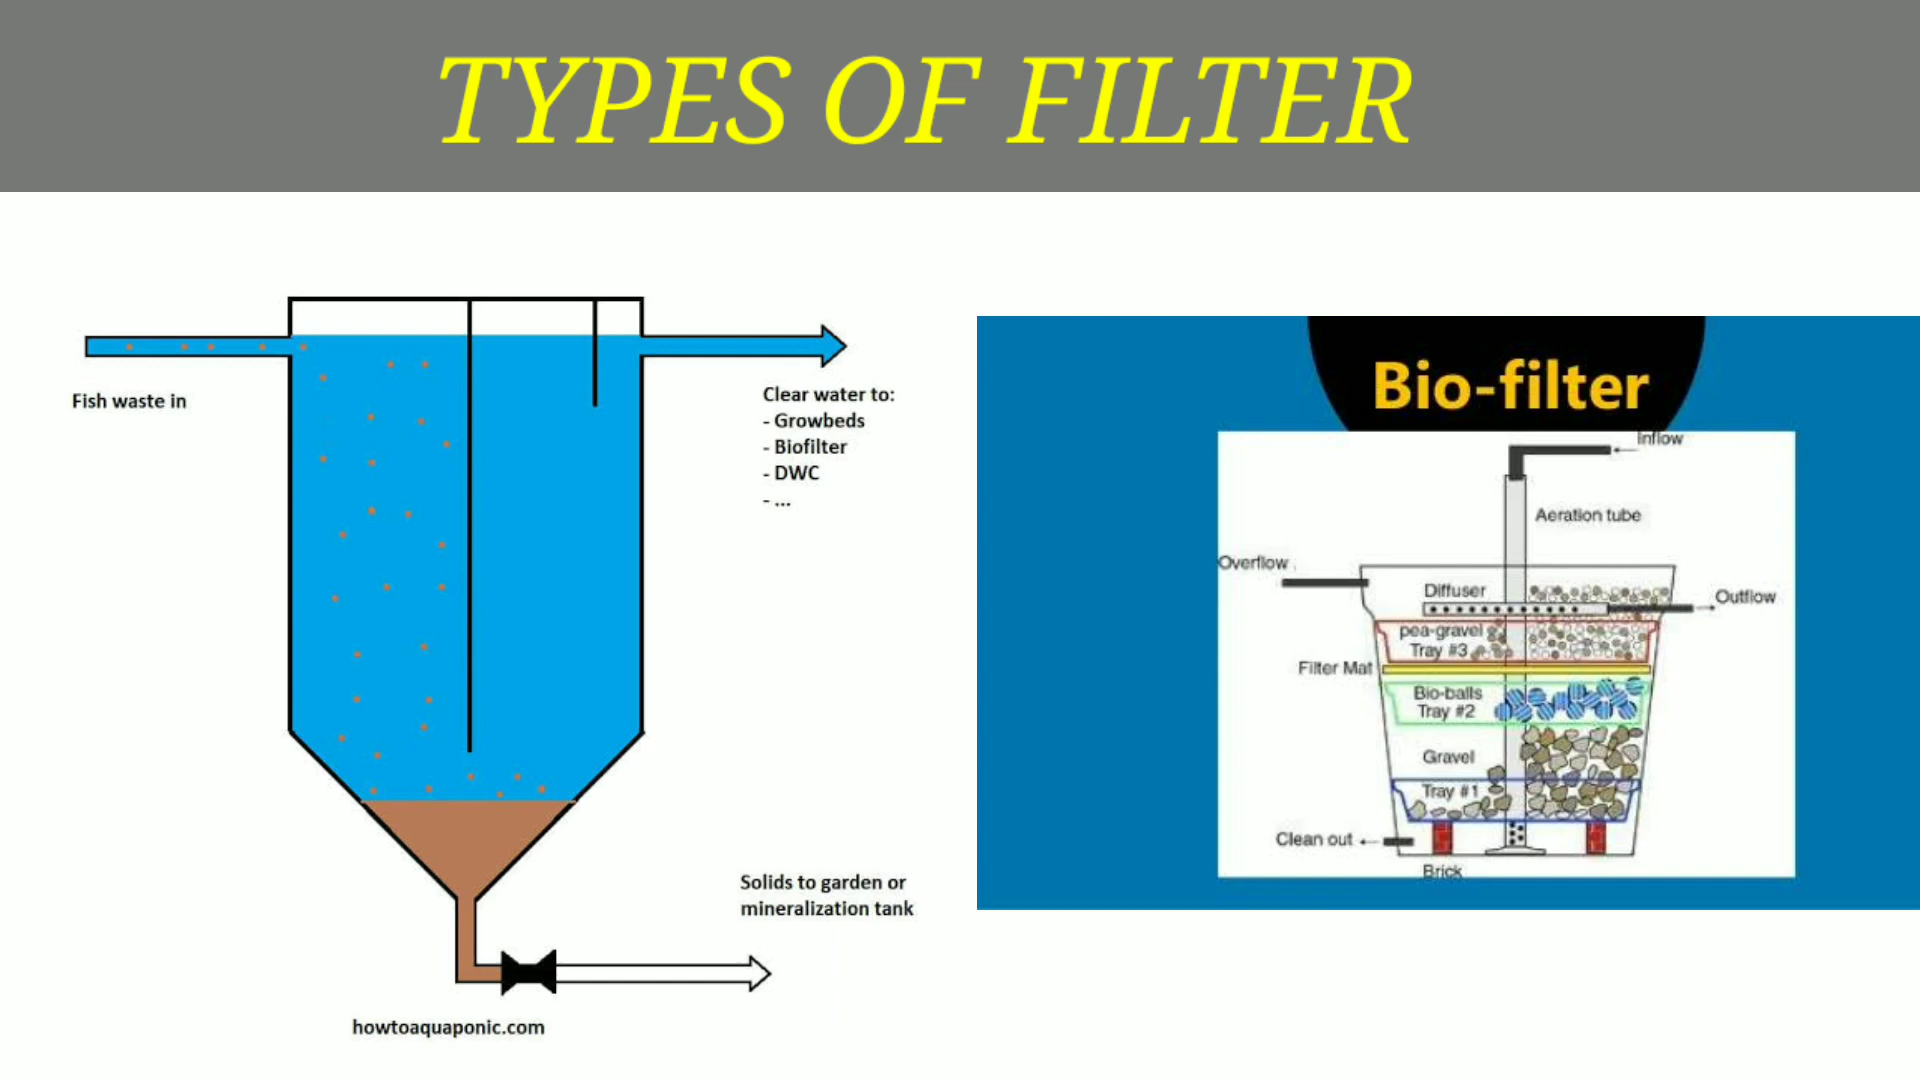 TYPES OF FILTER
Fish waste in
Clear water to:
- Growbeds
- Biofilter
- DWC
- ...
Solids to garden or
mineralization tank
howtoaquaponic.com
Bio-filter
Inflow
Aeration tube
Overflow
Diffuser
Outflow
pea-gravel
Tray #3
Filter Mat
Bio-balls
Tray #2
Gravel
Tray #1
Clean out
Brick